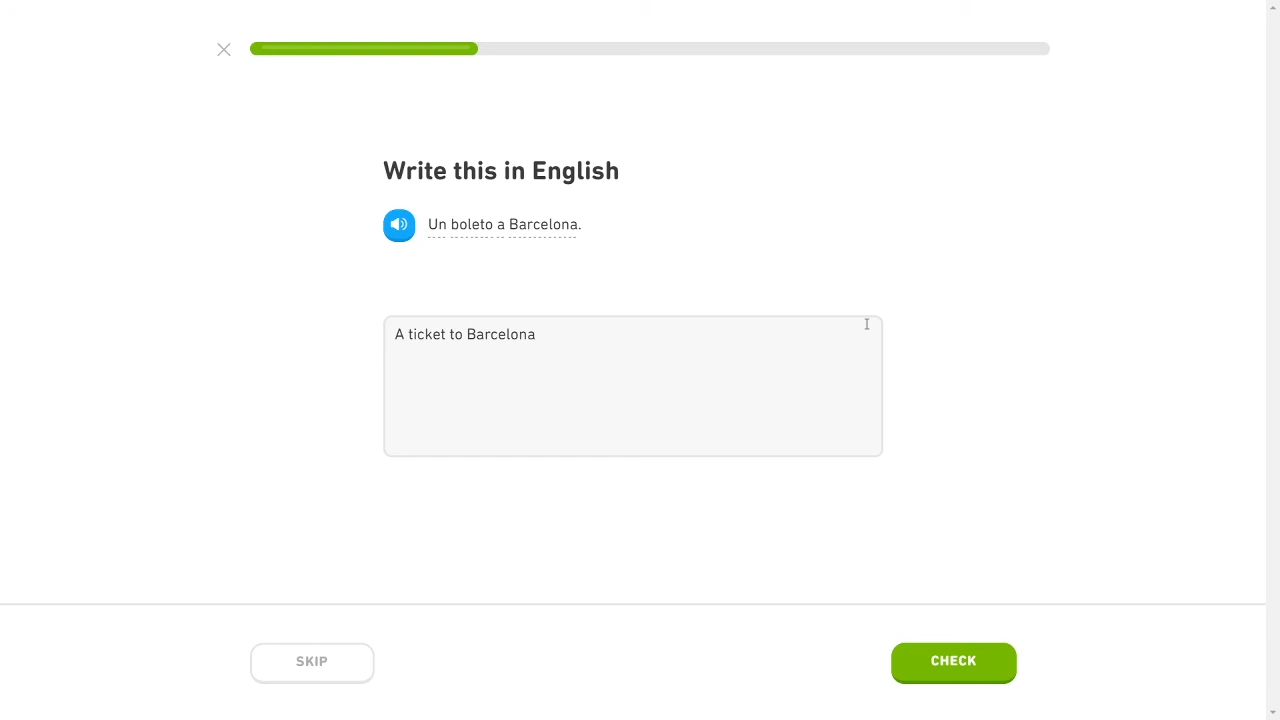 Write this in English
Un boleto a Barcelona.
A ticket to Barcelona
SKIP
CHECK